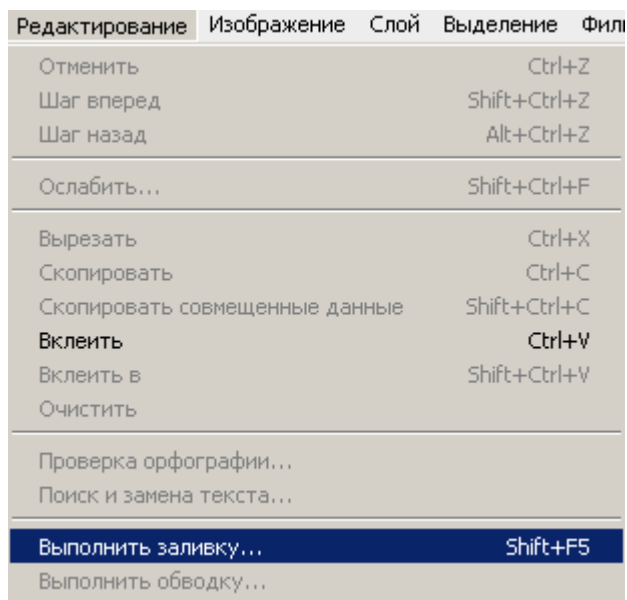 Редактирование Изображение Слой Выделение Фил
Отменить Ctrl+Z
Шаг вперед Shift+Ctrl+Z
Шаг назад Alt+Ctrl+Z
Ослабить... Shift+Ctrl+F
Вырезать Ctrl+X
Скопировать Ctrl+C
Скопировать совмещенные данные Shift+Ctrl+C
Вклеить Ctrl+V
Вклеить в Shift+Ctrl+V
Очистить
Проверка орфографии...
Поиск и замена текста...
Выполнить заливку... Shift+F5
Выполнить обводку...